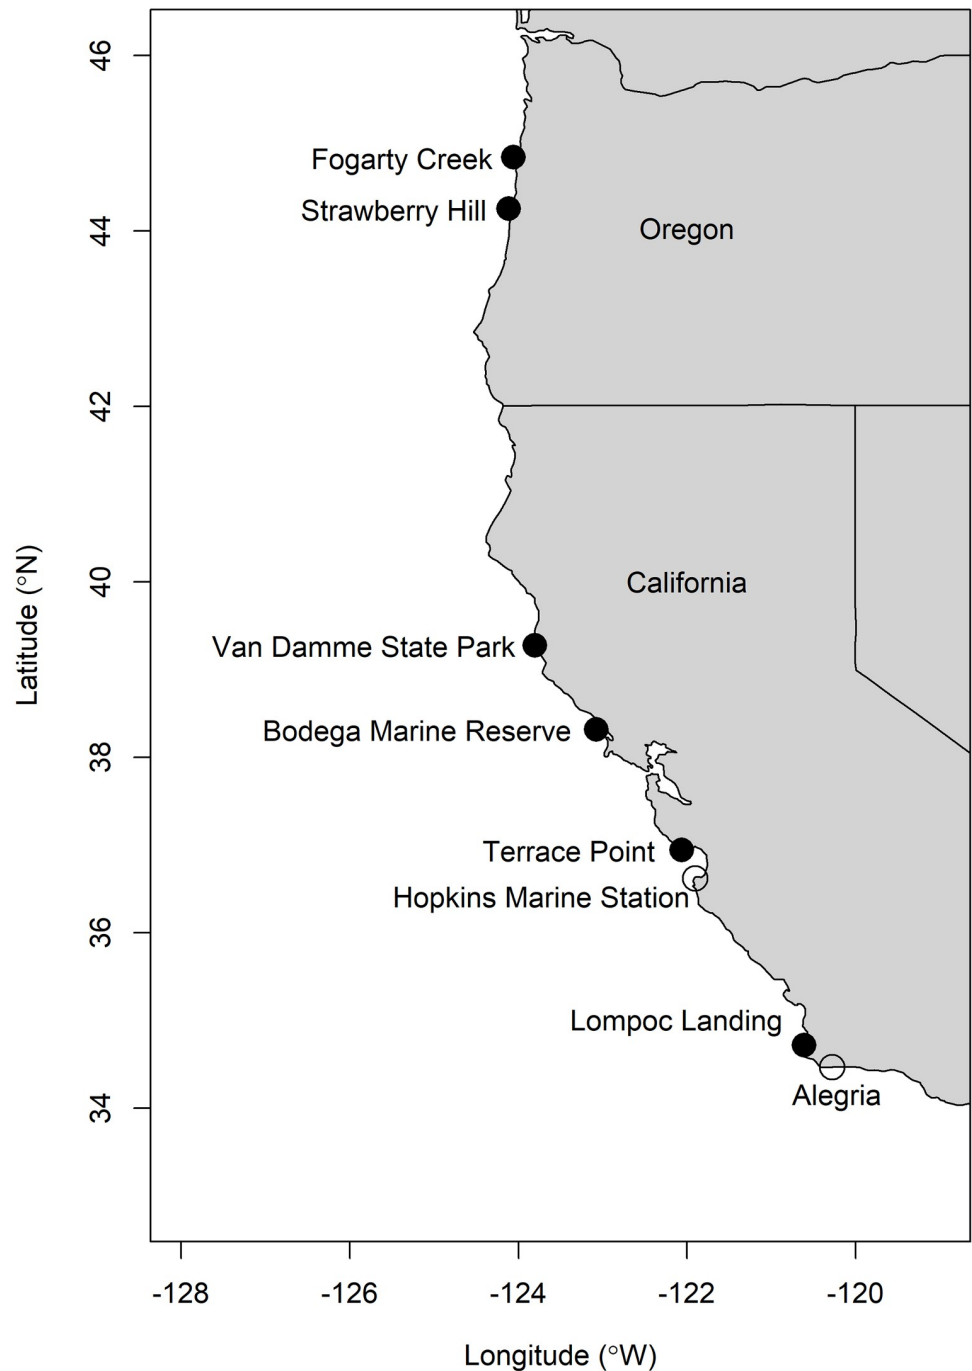 46
Fogarty Creek
Strawberry Hill
44
Oregon
42
Latitude (°N)
40
California
Van Damme State Park
Bodega Marine Reserve
38
Terrace Point
Hopkins Marine Station
36
Lompoc Landing
Alegria
34
-128
-126
-124
-122
-120
Longitude (°W)